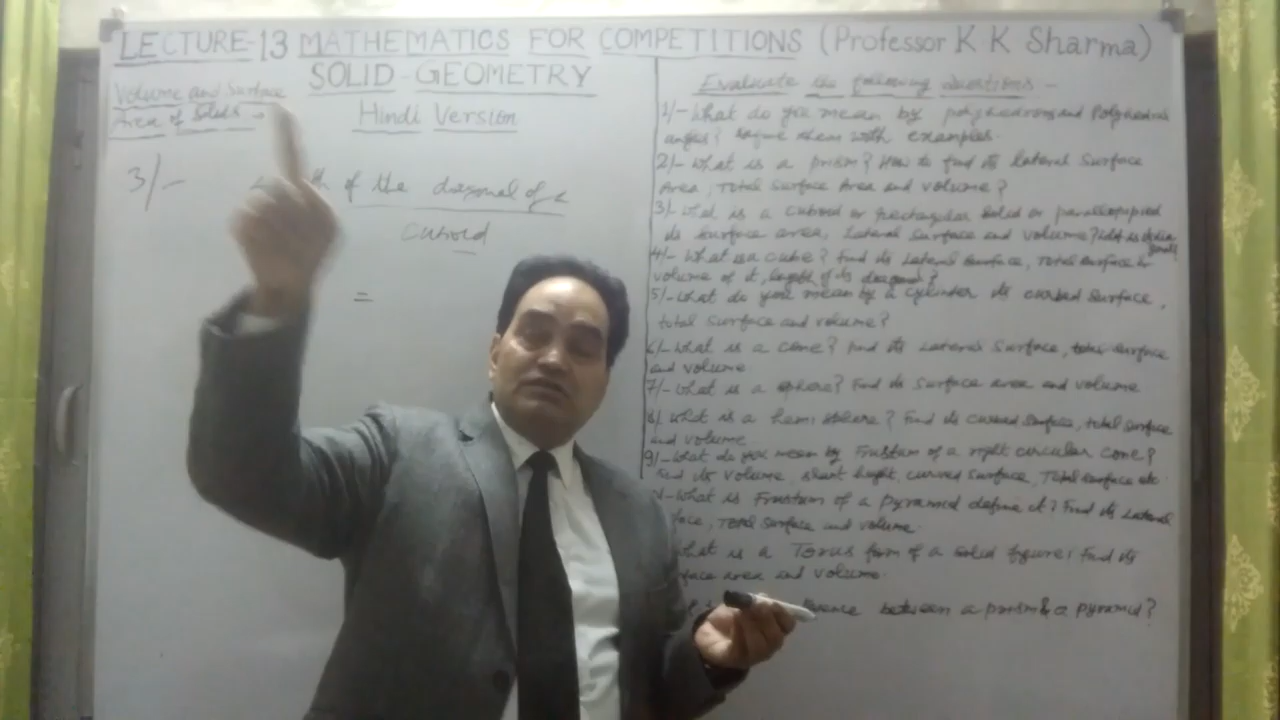 LECTURE-13 MATHEMATICS FOR COMPETITIONS (Professor K K Sharma)
SOLID-GEOMETRY
Volume and Surface
Area of Solids
Hindi Version
3/-
of the diagonal of a
cuboid
=
Evaluate the following questions:-
1/- What do you mean by polyhedrons and Polyhedral
angles? them with examples.
2/- What is a prism? How to find its lateral Surface
Area, Total Surface Area and volume?
3/- What is a cuboid or rectangular solid or parallopiped
its surface area, Lateral Surface and volume?
4/- What is a cube? Find its Lateral Surface, Total surface &
volume of it, length of its diagonal?
5/- What do you mean by a cylinder its curved surface,
total surface and volume?
6/- What is a cone? Find its Lateral Surface, total surface
and volume
7/- What is a sphere? Find its surface area and volume
8/ What is a hemi sphere? Find its curved surface, total surface
and volume
9/- What do you mean by Frustum of a right circular cone?
Find its Volume, slant height, curved surface, Total surface etc.
What is Frustum of a pyramid define it? Find its Lateral
face, Total Surface and volume.
What is a Torus form of a solid figure, Find its
face area and volume.
between a prism & a pyramid?